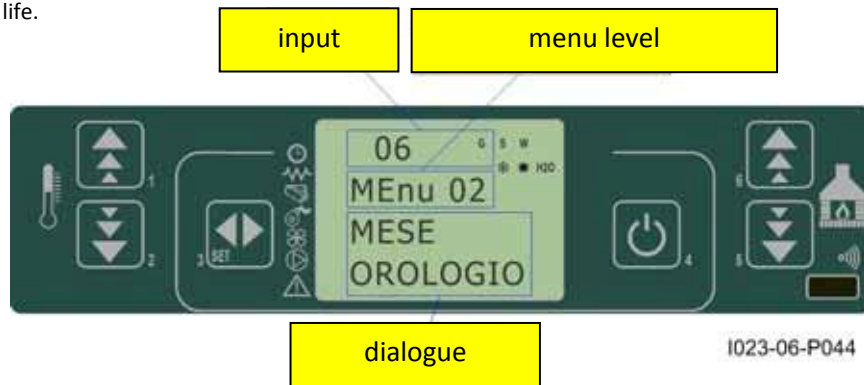 life.
input menu level
06 G S W
H2O
MEnu 02
MESE
OROLOGIO
1
2
3 SET
4
6
5
dialogue
I023-06-P044